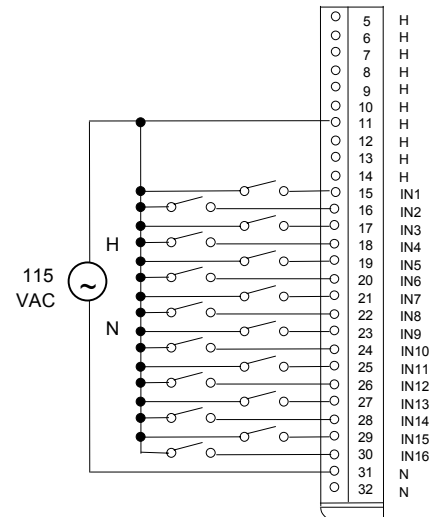 5 H
6 H
7 H
8 H
9 H
10 H
11 H
12 H
13 H
14 H
15 IN1
16 IN2
17 IN3
H
18 IN4
19 IN5
115
VAC
~
20 IN6
21 IN7
22 IN8
N
23 IN9
24 IN10
25 IN11
26 IN12
27 IN13
28 IN14
29 IN15
30 IN16
31 N
32 N